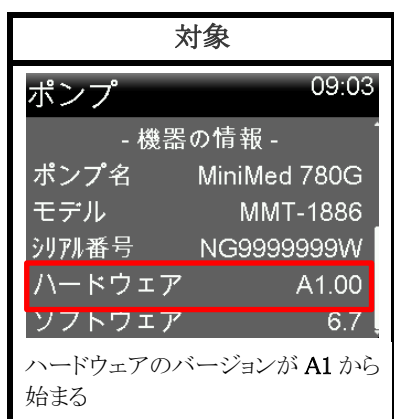 対象
ポンプ 09:03
- 機器の情報 -
ポンプ名 MiniMed 780G
モデル MMT-1886
ｼﾘｱﾙ番号 NG9999999W
ハードウェア A1.00
ソフトウェア 6.7
ハードウェアのバージョンが A1 から
始まる